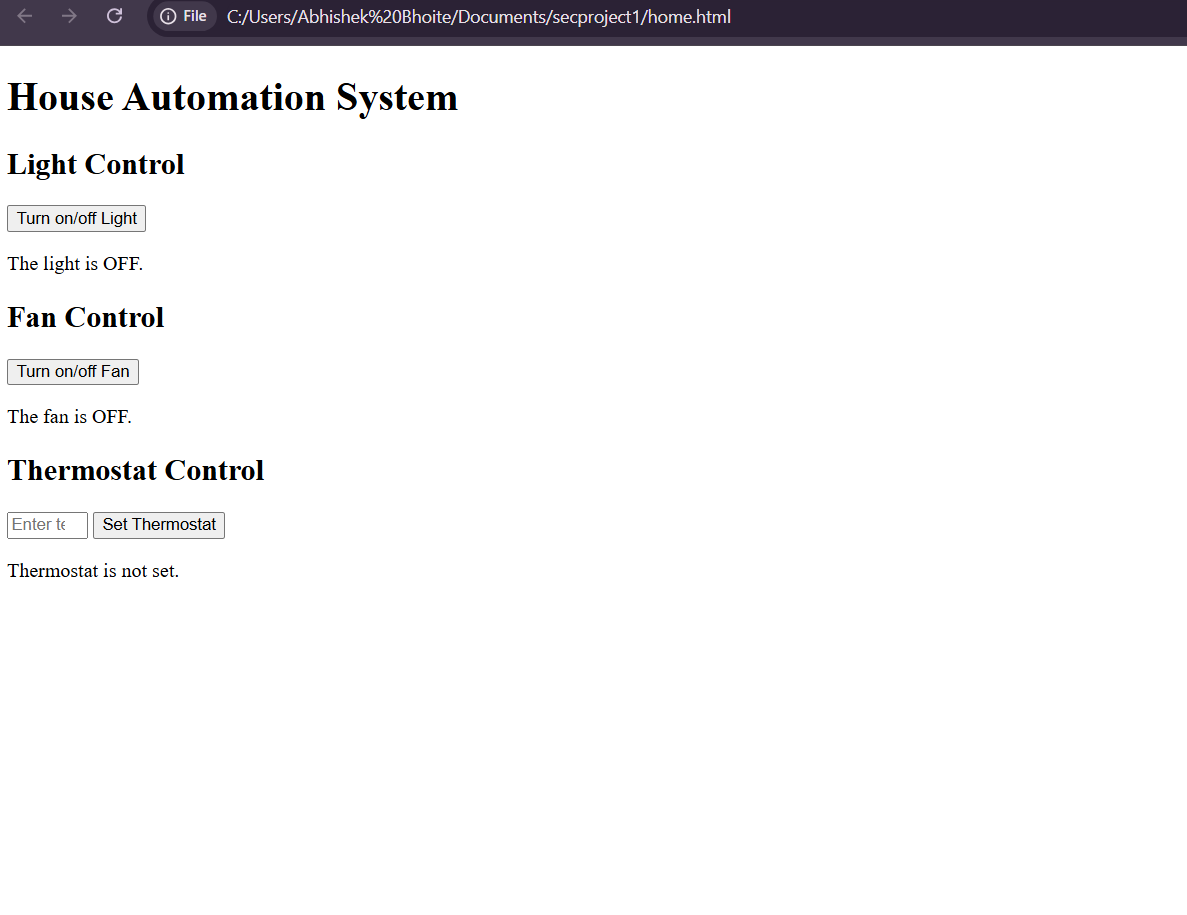 File C:/Users/Abhishek%20Bhoite/Documents/secproject1/home.html
House Automation System
Light Control
Turn on/off Light
The light is OFF.
Fan Control
Turn on/off Fan
The fan is OFF.
Thermostat Control
Enter te Set Thermostat
Thermostat is not set.